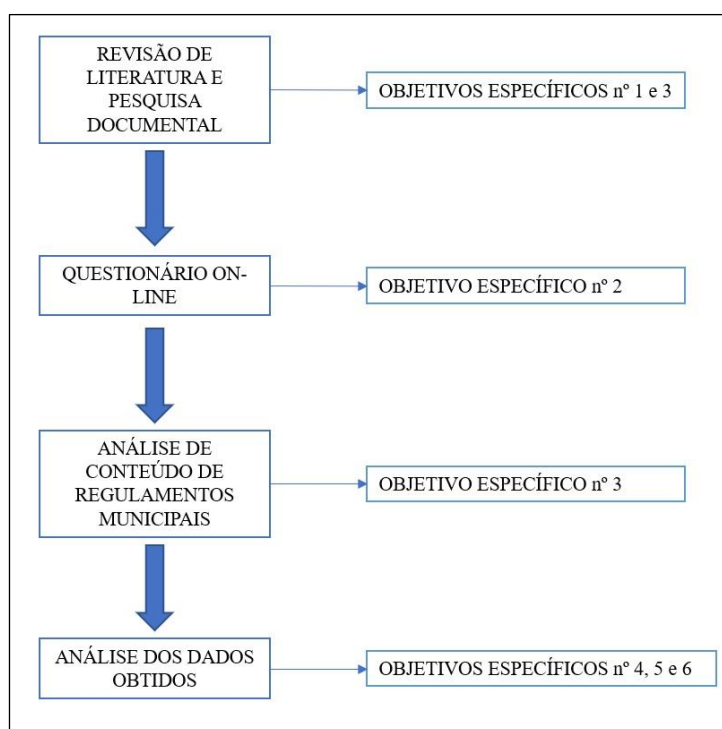 REVISÃO DE
LITERATURA E
PESQUISA
DOCUMENTAL
OBJETIVOS ESPECÍFICOS nº 1 e 3
QUESTIONÁRIO ON-
LINE
OBJETIVO ESPECÍFICO nº 2
ANÁLISE DE
CONTEÚDO DE
REGULAMENTOS
MUNICIPAIS
OBJETIVO ESPECÍFICO nº 3
ANÁLISE DOS DADOS
OBTIDOS
OBJETIVOS ESPECÍFICOS nº 4, 5 e 6